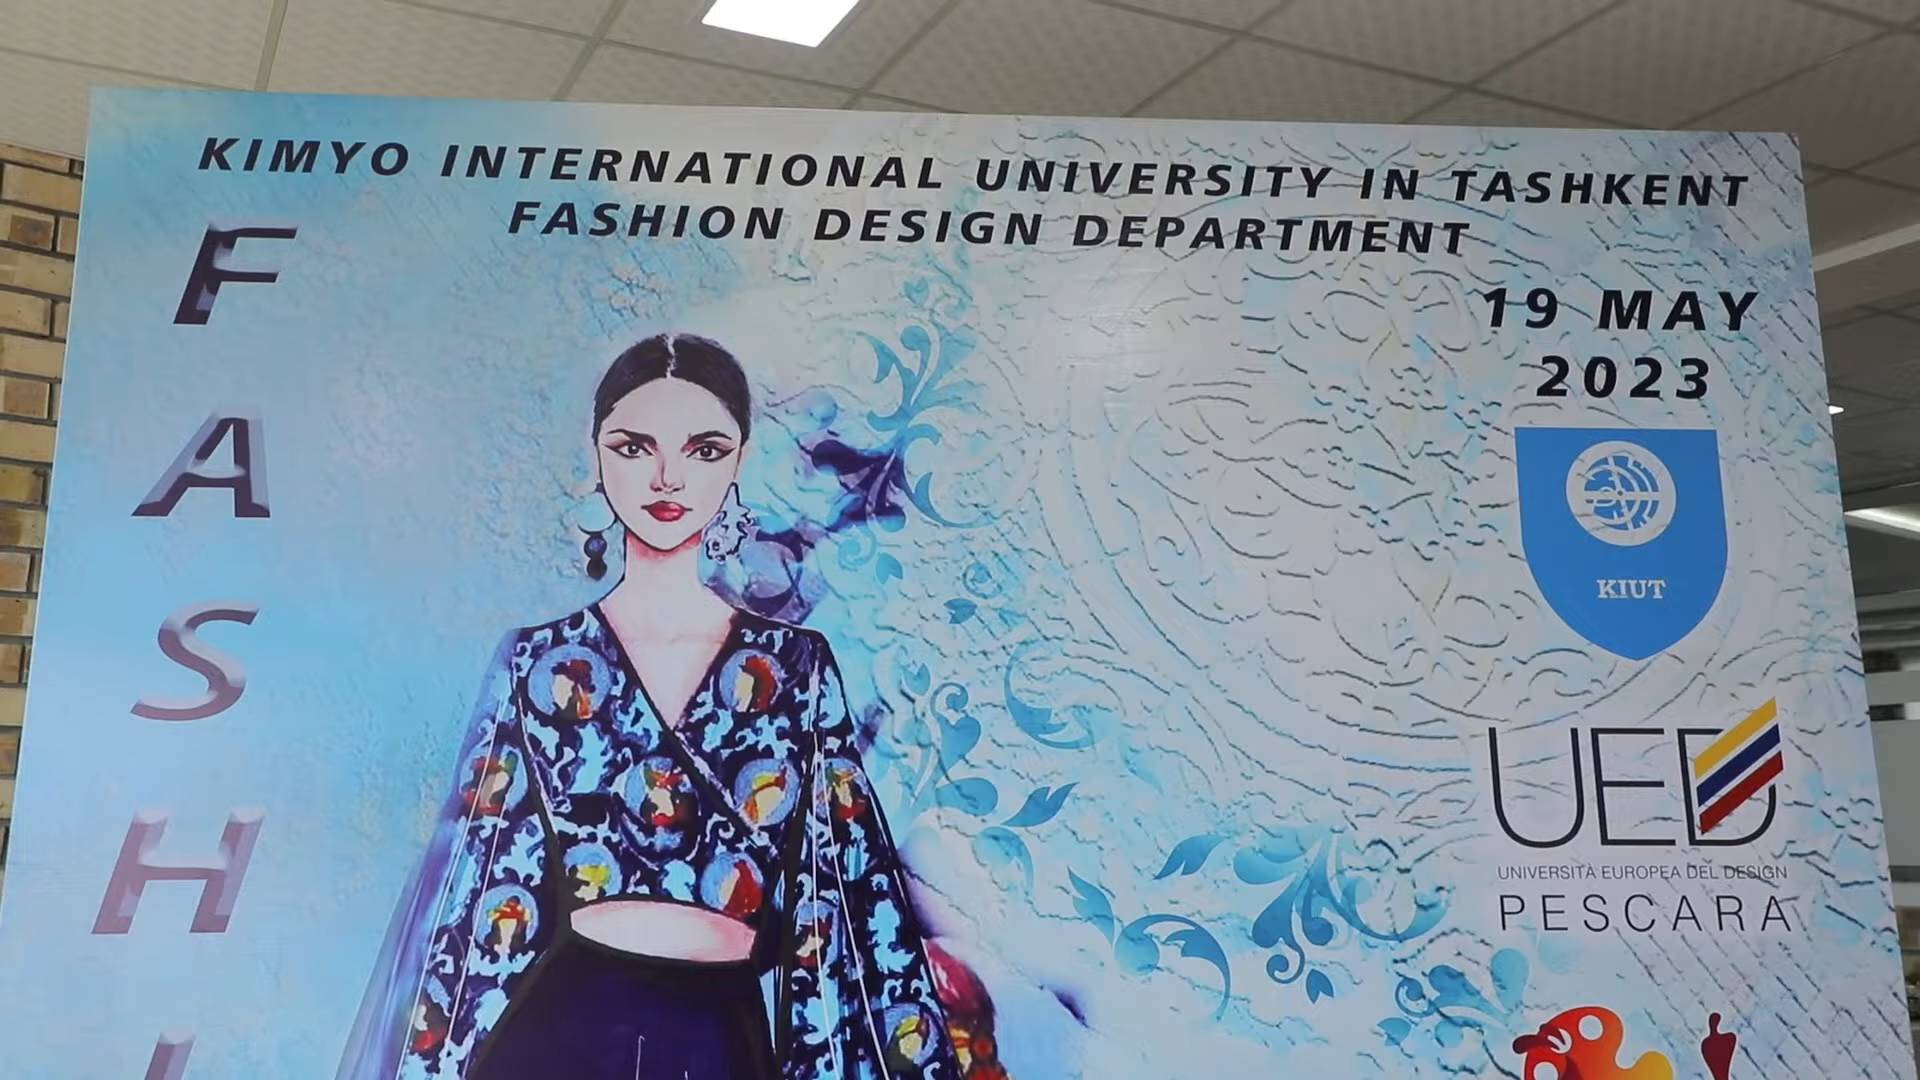 KIMYO INTERNATIONAL UNIVERSITY IN TASHKENT
FASHION DESIGN DEPARTMENT
19 MAY
2023
F
A
S
H
I
KIUT
UED
UNIVERSITÀ EUROPEA DEL DESIGN
PESCARA